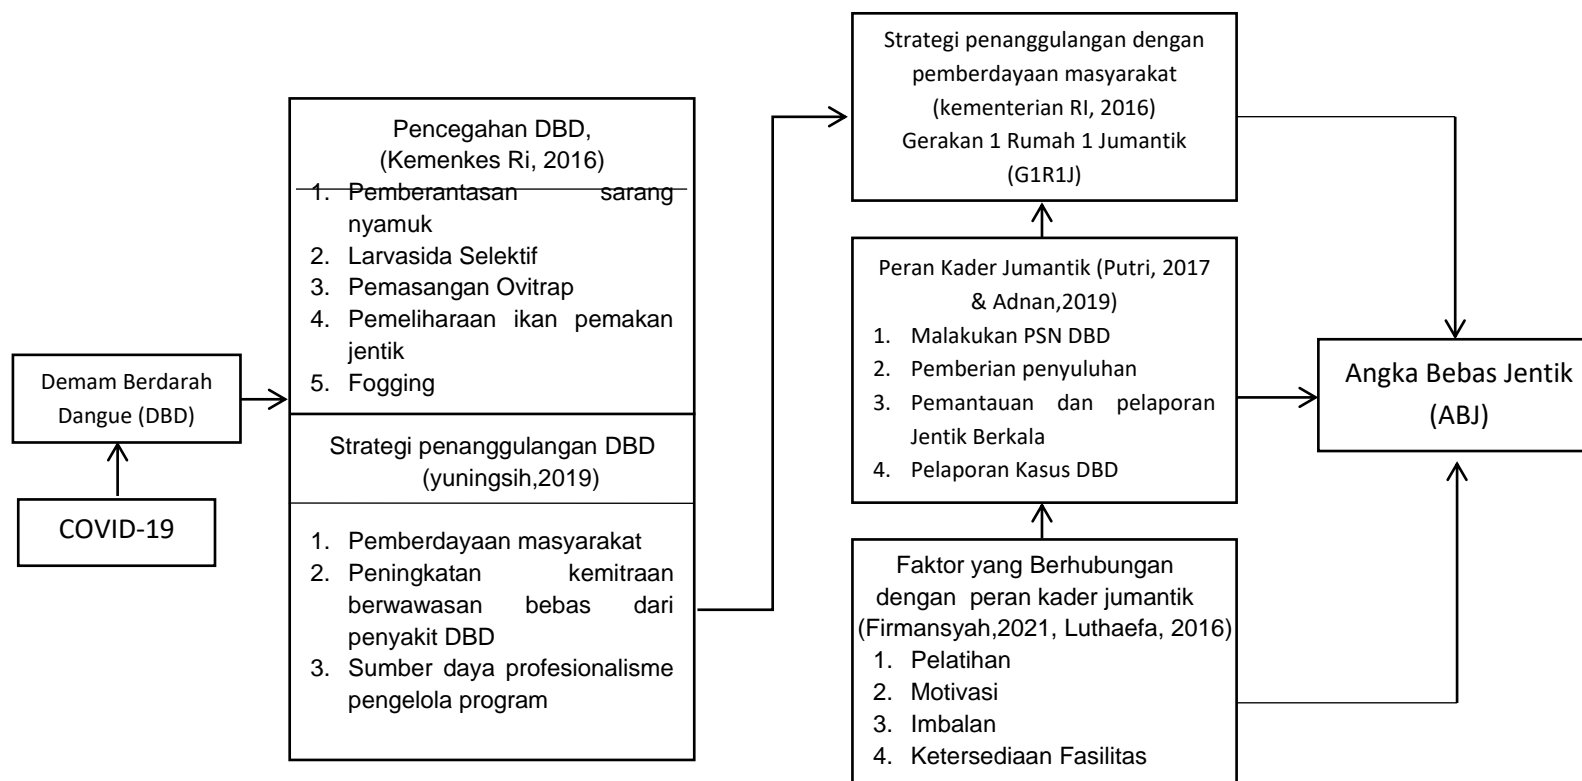 Demam Berdarah
Dangue (DBD)
COVID-19
Pencegahan DBD,
(Kemenkes Ri, 2016)
1. Pemberantasan sarang
nyamuk
2. Larvasida Selektif
3. Pemasangan Ovitrap
4. Pemeliharaan ikan pemakan
jentik
5. Fogging
Strategi penanggulangan DBD
(yuningsih,2019)
1. Pemberdayaan masyarakat
2. Peningkatan kemitraan
berwawasan bebas dari
penyakit DBD
3. Sumber daya profesionalisme
pengelola program
Strategi penanggulangan dengan
pemberdayaan masyarakat
(kementerian RI, 2016)
Gerakan 1 Rumah 1 Jumantik
(G1R1J)
Peran Kader Jumantik (Putri, 2017
& Adnan,2019)
1. Malakukan PSN DBD
2. Pemberian penyuluhan
3. Pemantauan dan pelaporan
Jentik Berkala
4. Pelaporan Kasus DBD
Faktor yang Berhubungan
dengan peran kader jumantik
(Firmansyah,2021, Luthaefa, 2016)
1. Pelatihan
2. Motivasi
3. Imbalan
4. Ketersediaan Fasilitas
Angka Bebas Jentik
(ABJ)